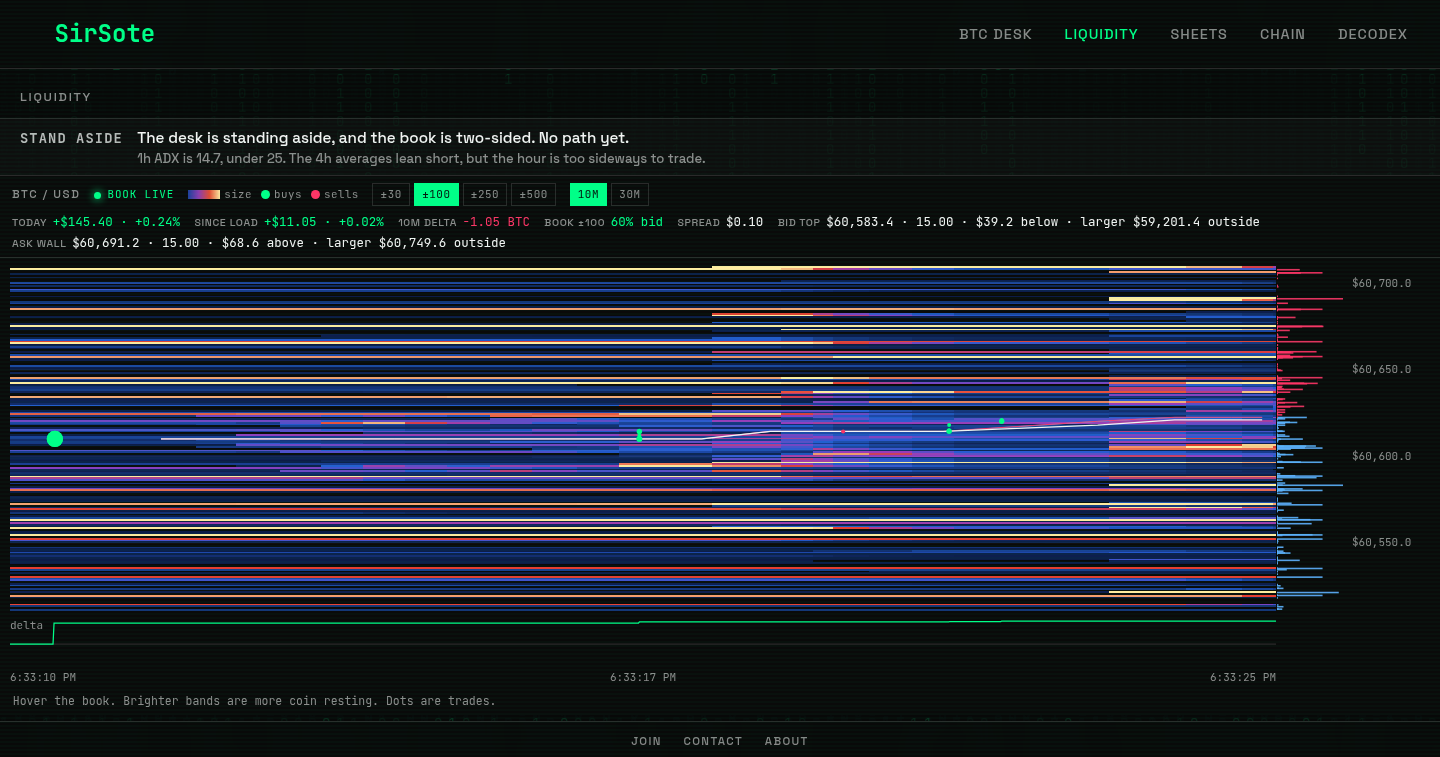 SirSote
BTC DESK LIQUIDITY SHEETS CHAIN DECODEX
LIQUIDITY
STAND ASIDE The desk is standing aside, and the book is two-sided. No path yet.
1h ADX is 14.7, under 25. The 4h averages lean short, but the hour is too sideways to trade.
BTC / USD BOOK LIVE size buys sells ±30 ±100 ±250 ±500 10M 30M
TODAY +$145.40 · +0.24% SINCE LOAD +$11.05 · +0.02% 10M DELTA -1.05 BTC BOOK ±100 60% bid SPREAD $0.10 BID TOP $60,583.4 · 15.00 · $39.2 below · larger $59,201.4 outside
ASK WALL $60,691.2 · 15.00 · $68.6 above · larger $60,749.6 outside
$60,700.0
$60,650.0
$60,600.0
$60,550.0
delta
6:33:10 PM 6:33:17 PM 6:33:25 PM
Hover the book. Brighter bands are more coin resting. Dots are trades.
JOIN CONTACT ABOUT